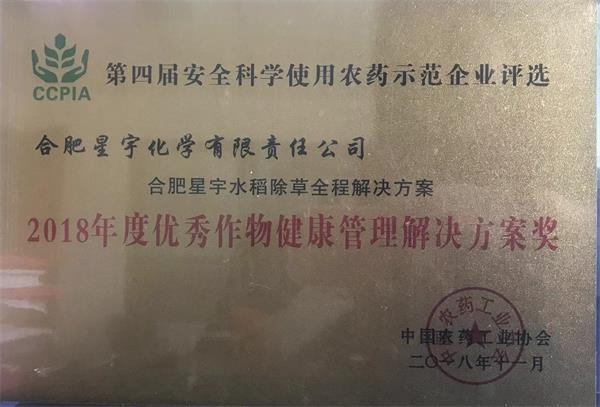 CCPIA
第四届安全科学使用农药示范企业评选
合肥星宇化学有限责任公司
合肥星宇水稻除草全程解决方案
2018年度优秀作物健康管理解决方案奖
中国农药工业协会
二〇一八年十一月